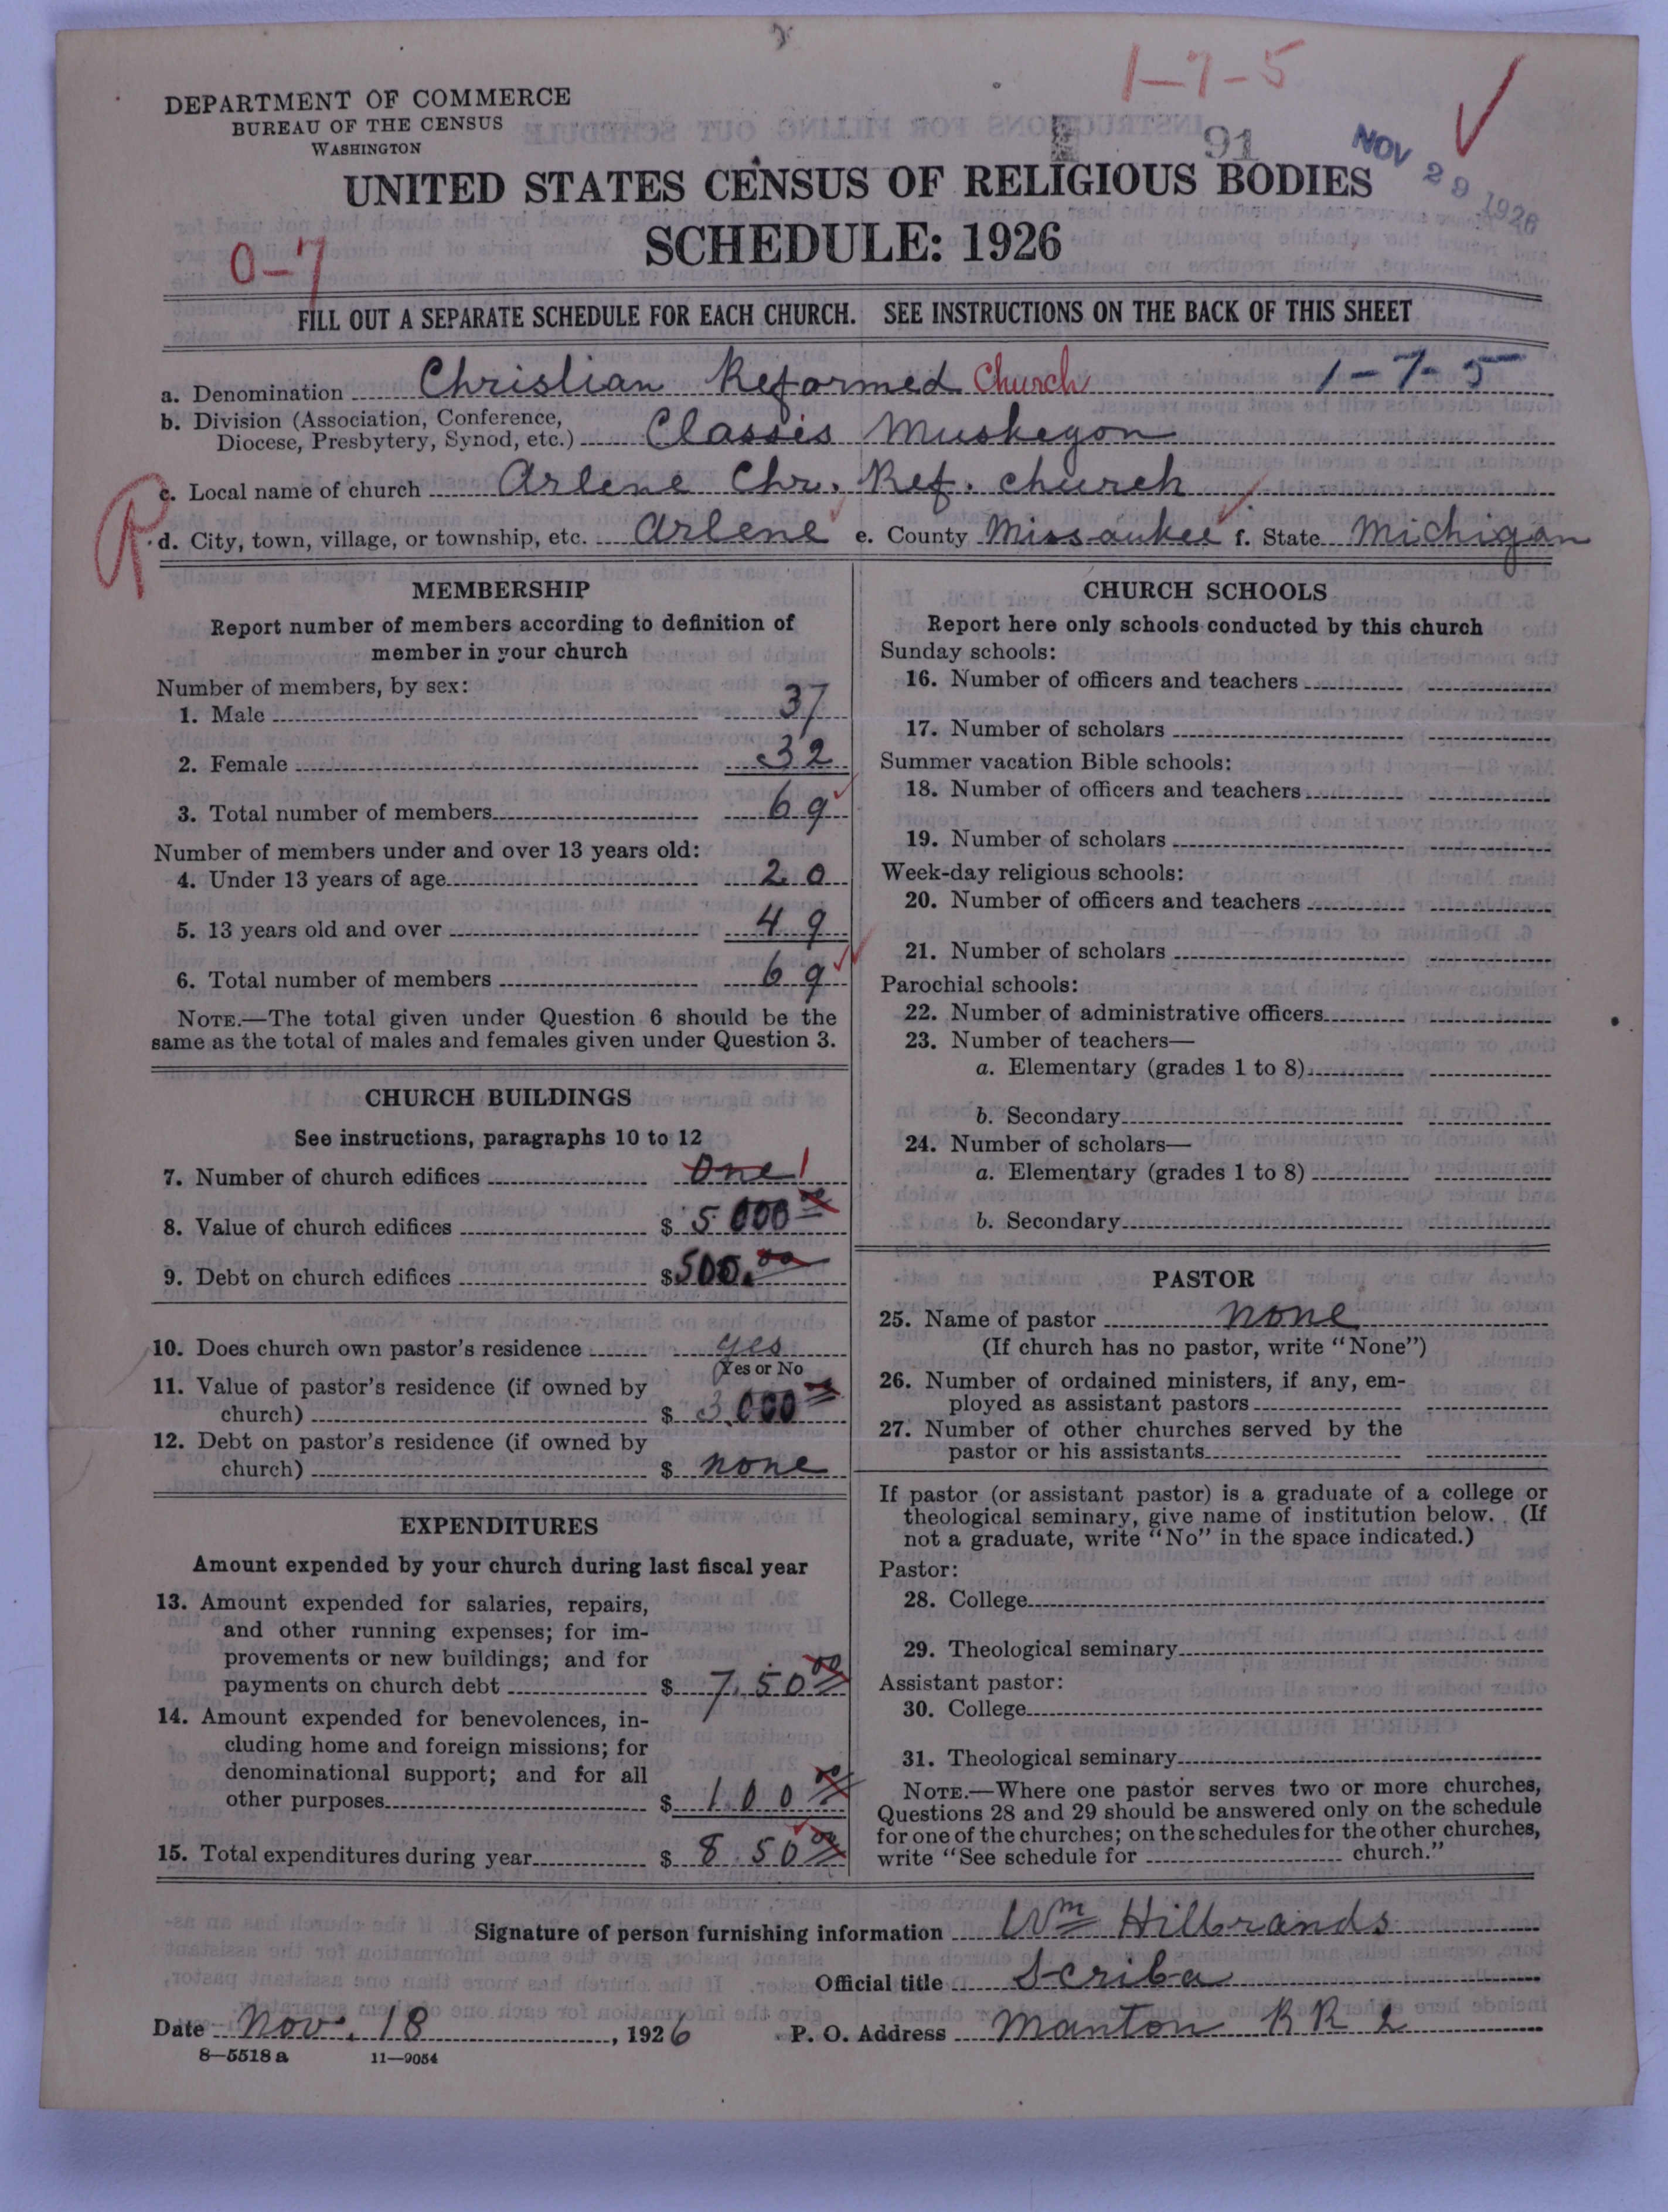 1-7-5
DEPARTMENT OF COMMERCE
BUREAU OF THE CENSUS
WASHINGTON
91
NOV 29 1926
UNITED STATES CENSUS OF RELIGIOUS BODIES
SCHEDULE: 1926
0-7
FILL OUT A SEPARATE SCHEDULE FOR EACH CHURCH. SEE INSTRUCTIONS ON THE BACK OF THIS SHEET
a. Denomination Christian Reformed Church 1-7-5
b. Division (Association, Conference,
Diocese, Presbytery, Synod, etc.) Classis Muskegon
c. Local name of church Arlene Chr. Ref. church
R
d. City, town, village, or township, etc. Arlene e. County Missaukee f. State Michigan
MEMBERSHIP
Report number of members according to definition of
member in your church
Number of members, by sex:
1. Male 37
2. Female 32
3. Total number of members 69
Number of members under and over 13 years old:
4. Under 13 years of age 20
5. 13 years old and over 49
6. Total number of members 69
NOTE.—The total given under Question 6 should be the
same as the total of males and females given under Question 3.
CHURCH BUILDINGS
See instructions, paragraphs 10 to 12
7. Number of church edifices One 1
8. Value of church edifices $ 5000 00
9. Debt on church edifices $ 500. 00
10. Does church own pastor's residence yes
(Yes or No
11. Value of pastor's residence (if owned by
church) $ 3,000 00
12. Debt on pastor's residence (if owned by
church) $ none
EXPENDITURES
Amount expended by your church during last fiscal year
13. Amount expended for salaries, repairs,
and other running expenses; for im-
provements or new buildings; and for
payments on church debt $ 750 00
14. Amount expended for benevolences, in-
cluding home and foreign missions; for
denominational support; and for all
other purposes $ 100 00
15. Total expenditures during year $ 850 00
CHURCH SCHOOLS
Report here only schools conducted by this church
Sunday schools:
16. Number of officers and teachers
17. Number of scholars
Summer vacation Bible schools:
18. Number of officers and teachers
19. Number of scholars
Week-day religious schools:
20. Number of officers and teachers
21. Number of scholars
Parochial schools:
22. Number of administrative officers
23. Number of teachers—
a. Elementary (grades 1 to 8)
b. Secondary
24. Number of scholars—
a. Elementary (grades 1 to 8)
b. Secondary
PASTOR
25. Name of pastor none
(If church has no pastor, write "None")
26. Number of ordained ministers, if any, em-
ployed as assistant pastors
27. Number of other churches served by the
pastor or his assistants
If pastor (or assistant pastor) is a graduate of a college or
theological seminary, give name of institution below. (If
not a graduate, write "No" in the space indicated.)
Pastor:
28. College
29. Theological seminary
Assistant pastor:
30. College
31. Theological seminary
NOTE.—Where one pastor serves two or more churches,
Questions 28 and 29 should be answered only on the schedule
for one of the churches; on the schedules for the other churches,
write "See schedule for church."
Signature of person furnishing information Wm Hilbrands
Official title Scriba
Date Nov. 18, 1926 P. O. Address Manton RR 2
8—5518a 11—9054